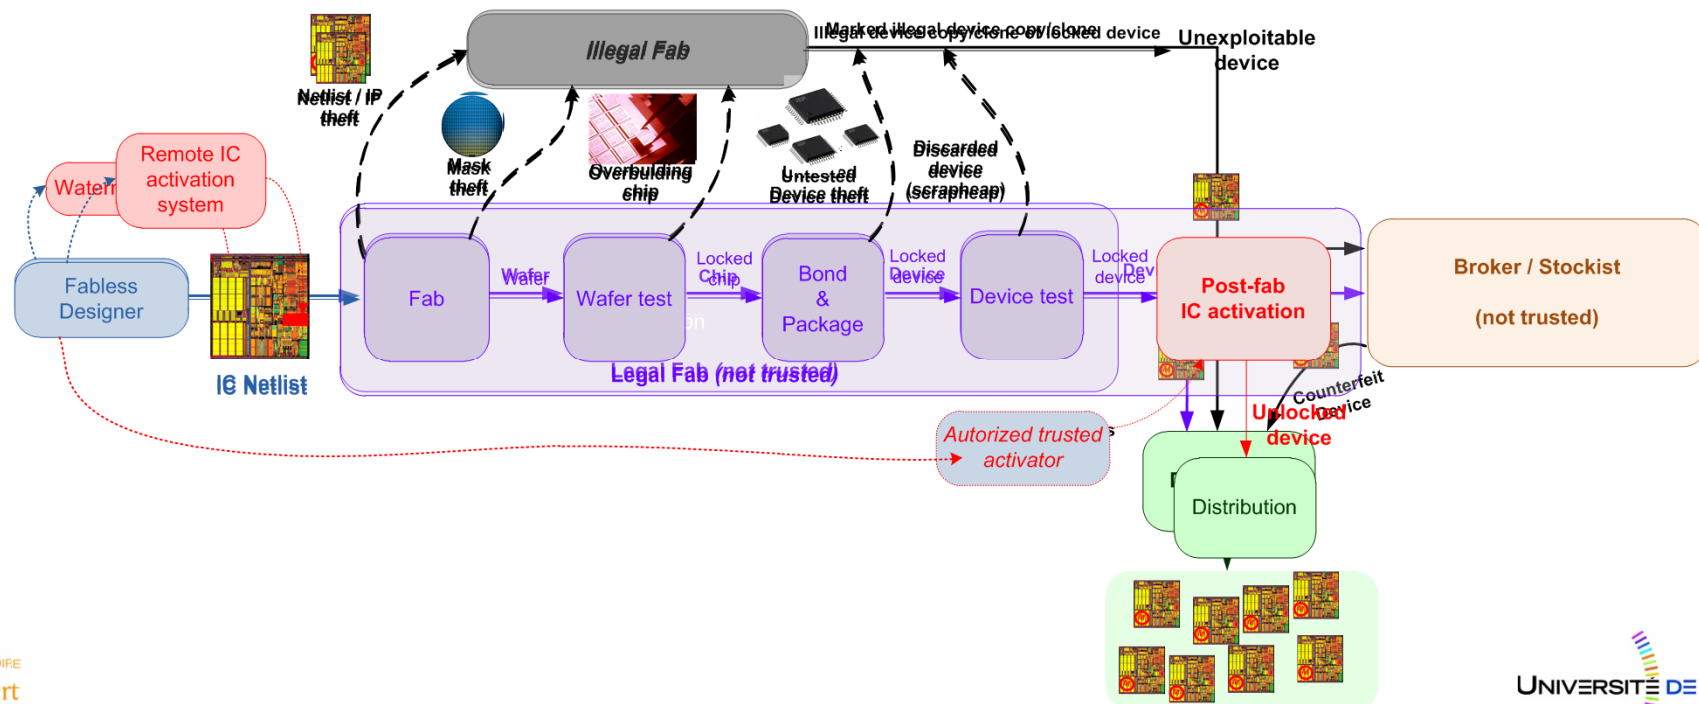 Illegal Fab
Marked illegal device copy/clone
Illegal device copy/clone of locked device
Unexploitable
device
Netlist / IP
theft
Mask
theft
Overbulding
chip
Untested
Device theft
Discarded
device
(scrapheap)
Remote IC
activation
system
Fabless
Designer
IC Netlist
Fab
Wafer
Wafer test
Locked
Chip
chip
Bond
&
Package
Locked
Device
device
Device test
Locked
device
Post-fab
IC activation
Broker / Stockist
(not trusted)
Legal Fab (not trusted)
Counterfeit
Device
Unlocked
device
Autorized trusted
activator
Distribution
UNIVERSITÉ DE